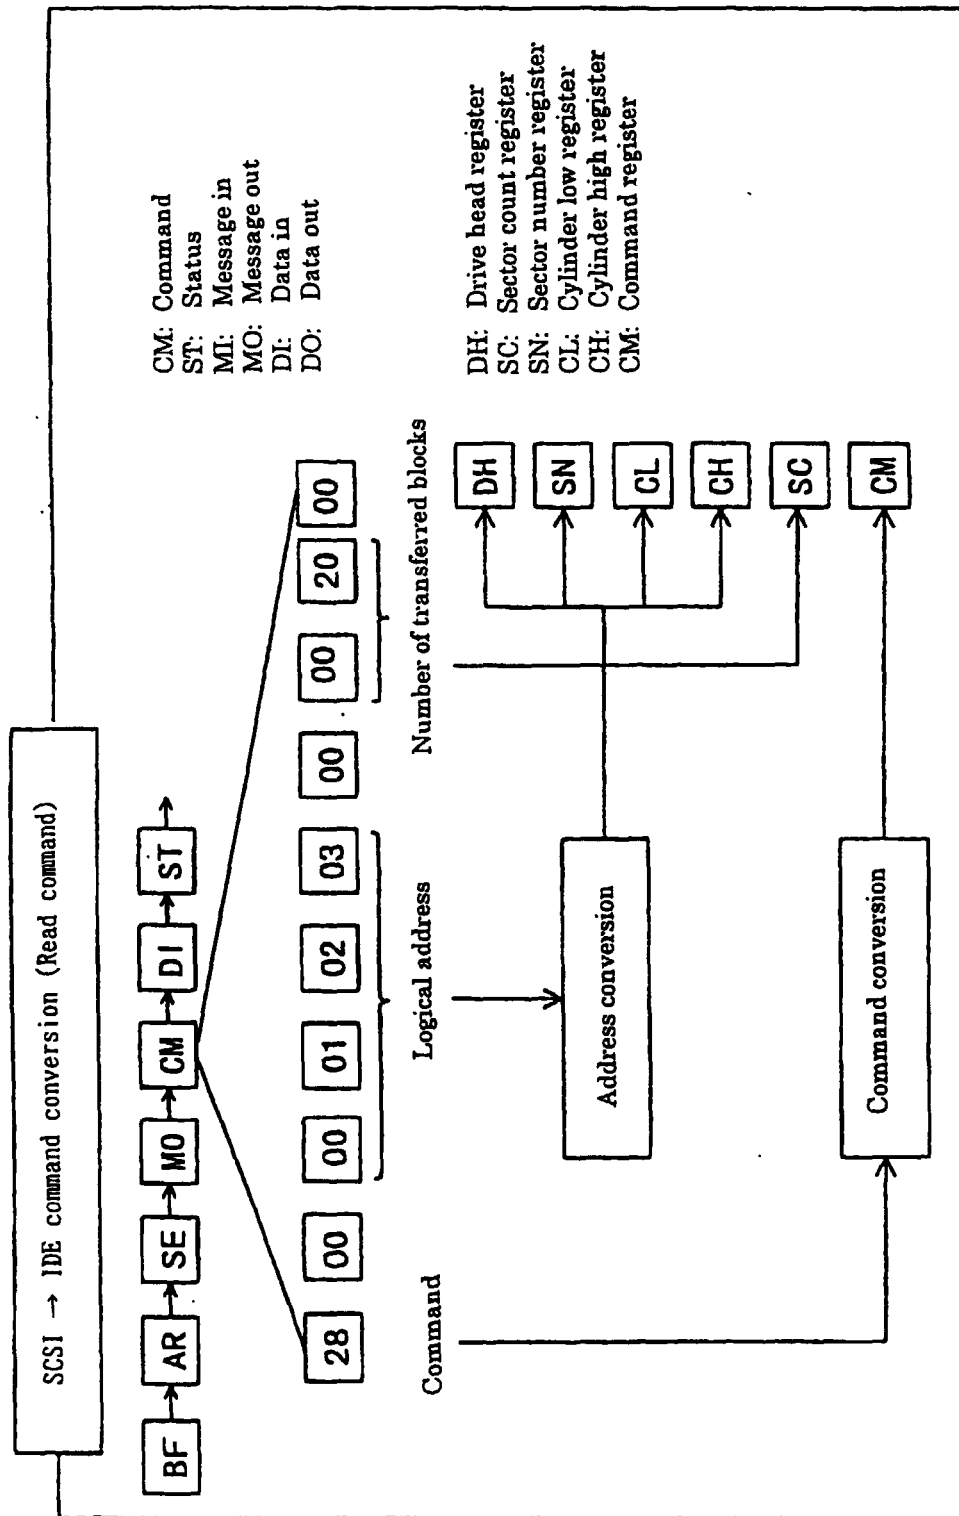 SCSI → IDE command conversion (Read command)
BF → AR → SE → MO → CM → DI → ST →
CM: Command
ST: Status
MI: Message in
MO: Message out
DI: Data in
DO: Data out
28 00 00 01 02 03 00 00 20 00
Command
Logical address
Number of transferred blocks
Address conversion
Command conversion
DH
SN
CL
CH
SC
CM
DH: Drive head register
SC: Sector count register
SN: Sector number register
CL: Cylinder low register
CH: Cylinder high register
CM: Command register